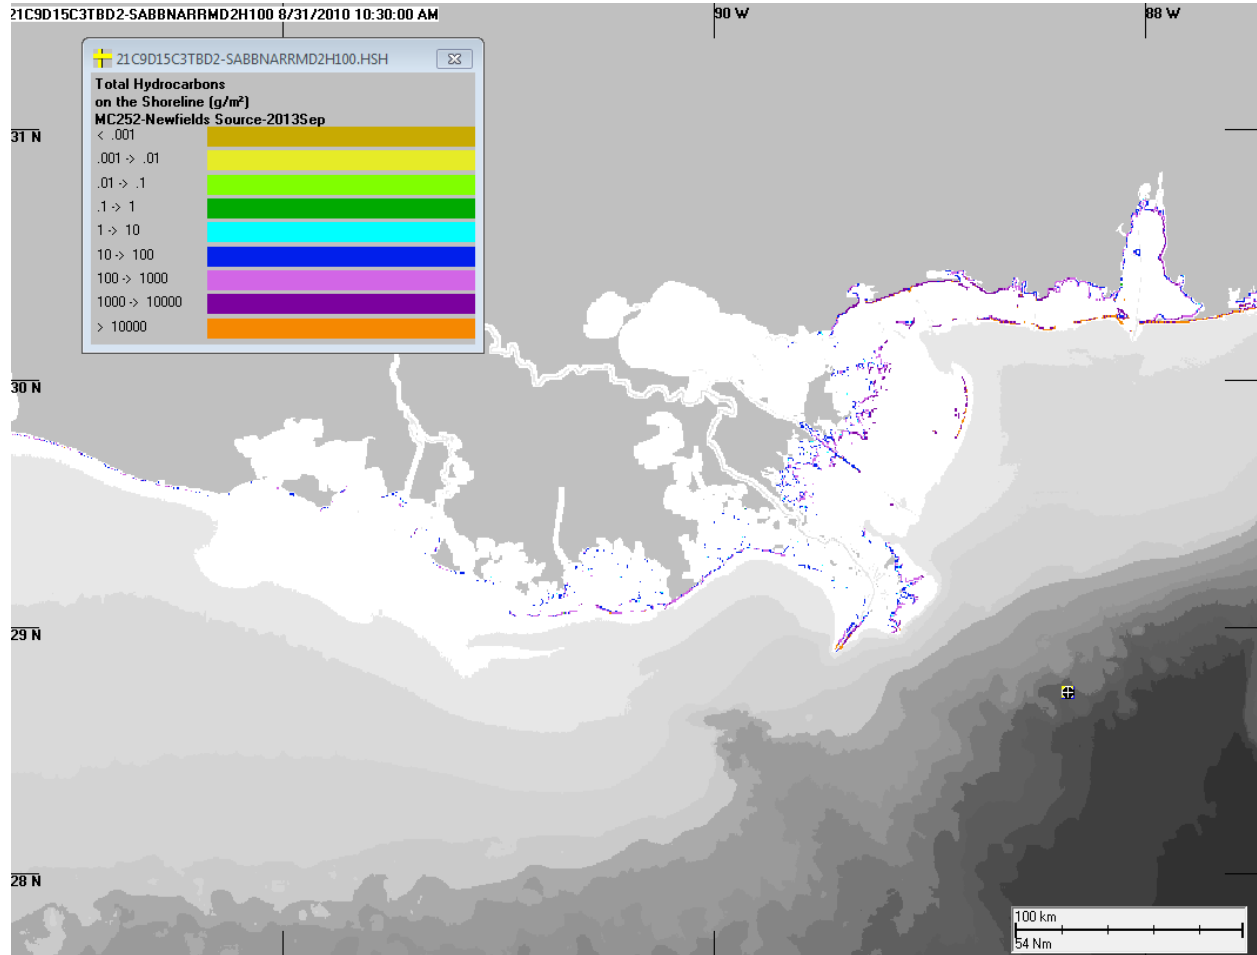 21C9D15C3TBD2-SABBNARRMD2H100 8/31/2010 10:30:00 AM
90 W
88 W
21C9D15C3TBD2-SABBNARRMD2H100.HSH
Total Hydrocarbons
on the Shoreline (g/m²)
MC252-Newfields Source-2013Sep
< .001
.001 -> .01
.01 -> .1
.1 -> 1
1 -> 10
10 -> 100
100 -> 1000
1000 -> 10000
> 10000
31 N
30 N
29 N
28 N
100 km
54 Nm